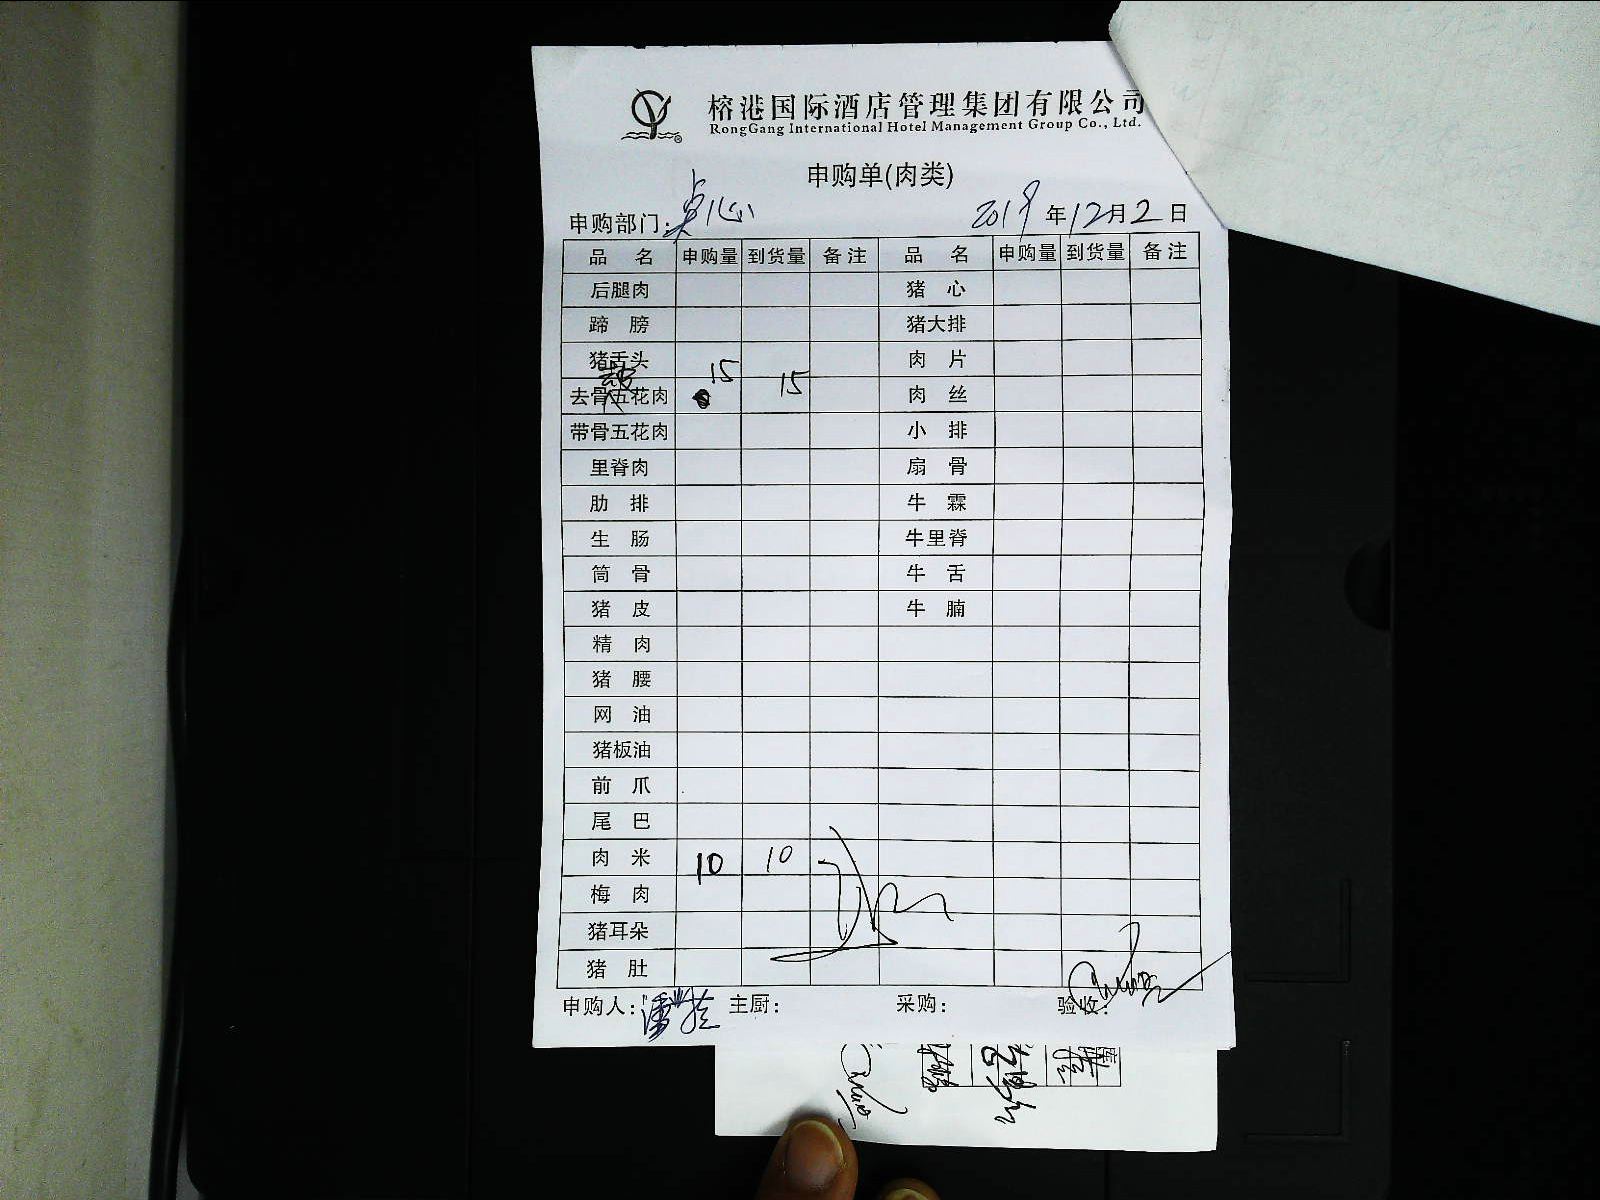 榕港国际酒店管理集团有限公司
RongGang International Hotel Management Group Co., Ltd.
申购单(肉类)
申购部门:点心 2019年12月2日
品名 申购量 到货量 备注 品名 申购量 到货量 备注
后腿肉 猪心
蹄膀 猪大排
猪舌头 15 肉片
去骨五花肉 15 肉丝
带骨五花肉 小排
里脊肉 扇骨
肋排 牛霖
生肠 牛里脊
筒骨 牛舌
猪皮 牛腩
精肉
猪腰
网油
猪板油
前爪
尾巴
肉米 10 10
梅肉
猪耳朵
猪肚
申购人: 主厨: 采购: 验收: